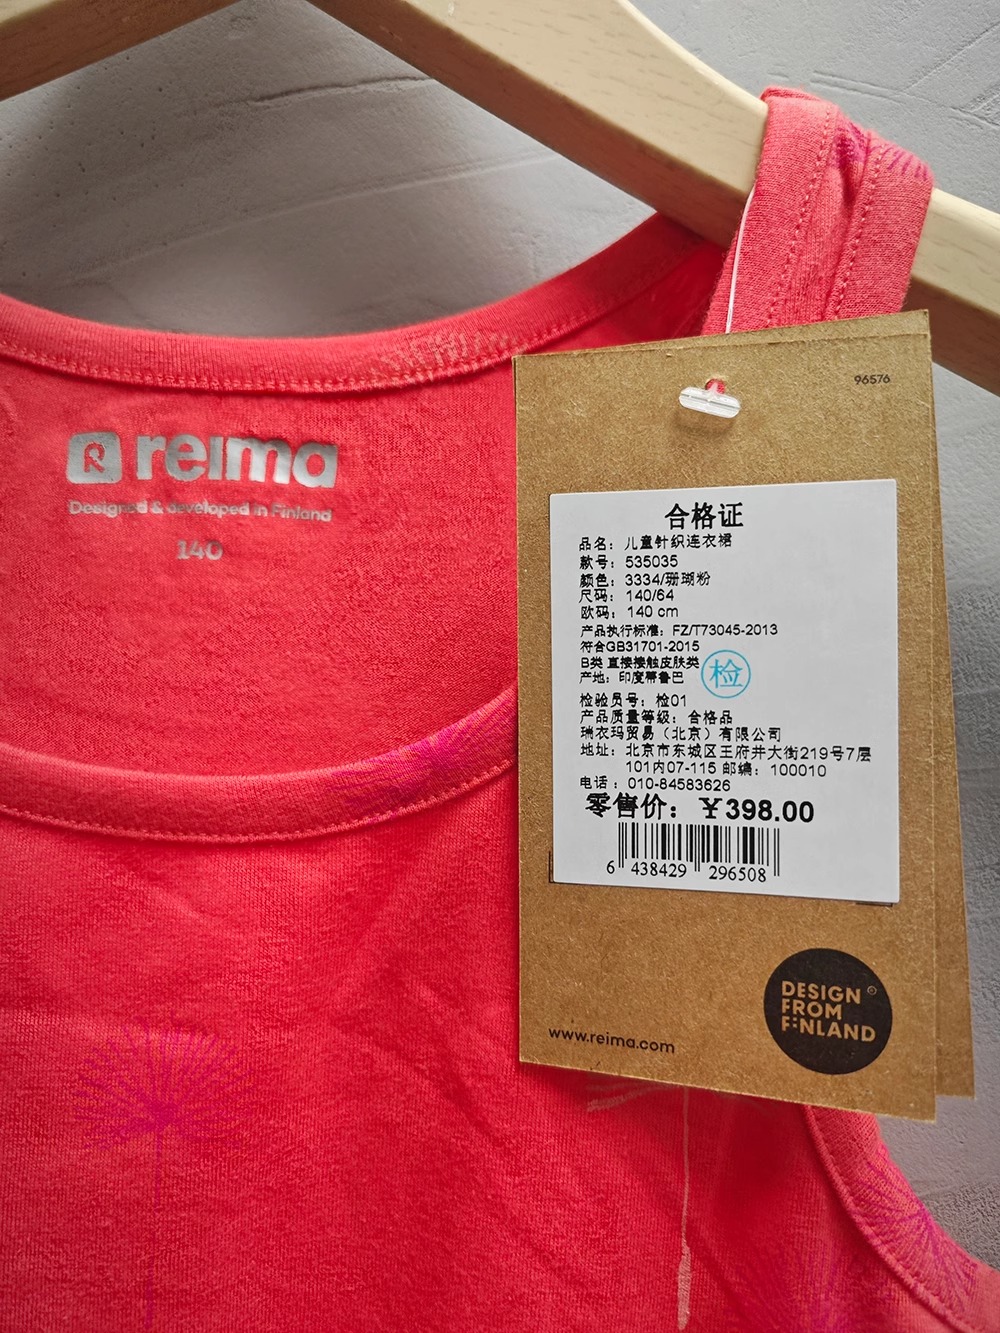 reima
Designed & developed in Finland
140
96576
合格证
品名：儿童针织连衣裙
款号：535035
颜色：3334/珊瑚粉
尺码：140/64
欧码：140 cm
产品执行标准：FZ/T73045-2013
符合GB31701-2015
B类 直接接触皮肤类
产地：印度蒂鲁巴
检
检验员号：检01
产品质量等级：合格品
瑞衣玛贸易（北京）有限公司
地址：北京市东城区王府井大街219号7层
101内07-115 邮编：100010
电话：010-84583626
零售价：￥398.00
6 438429 296508
DESIGN
FROM
FINLAND
www.reima.com